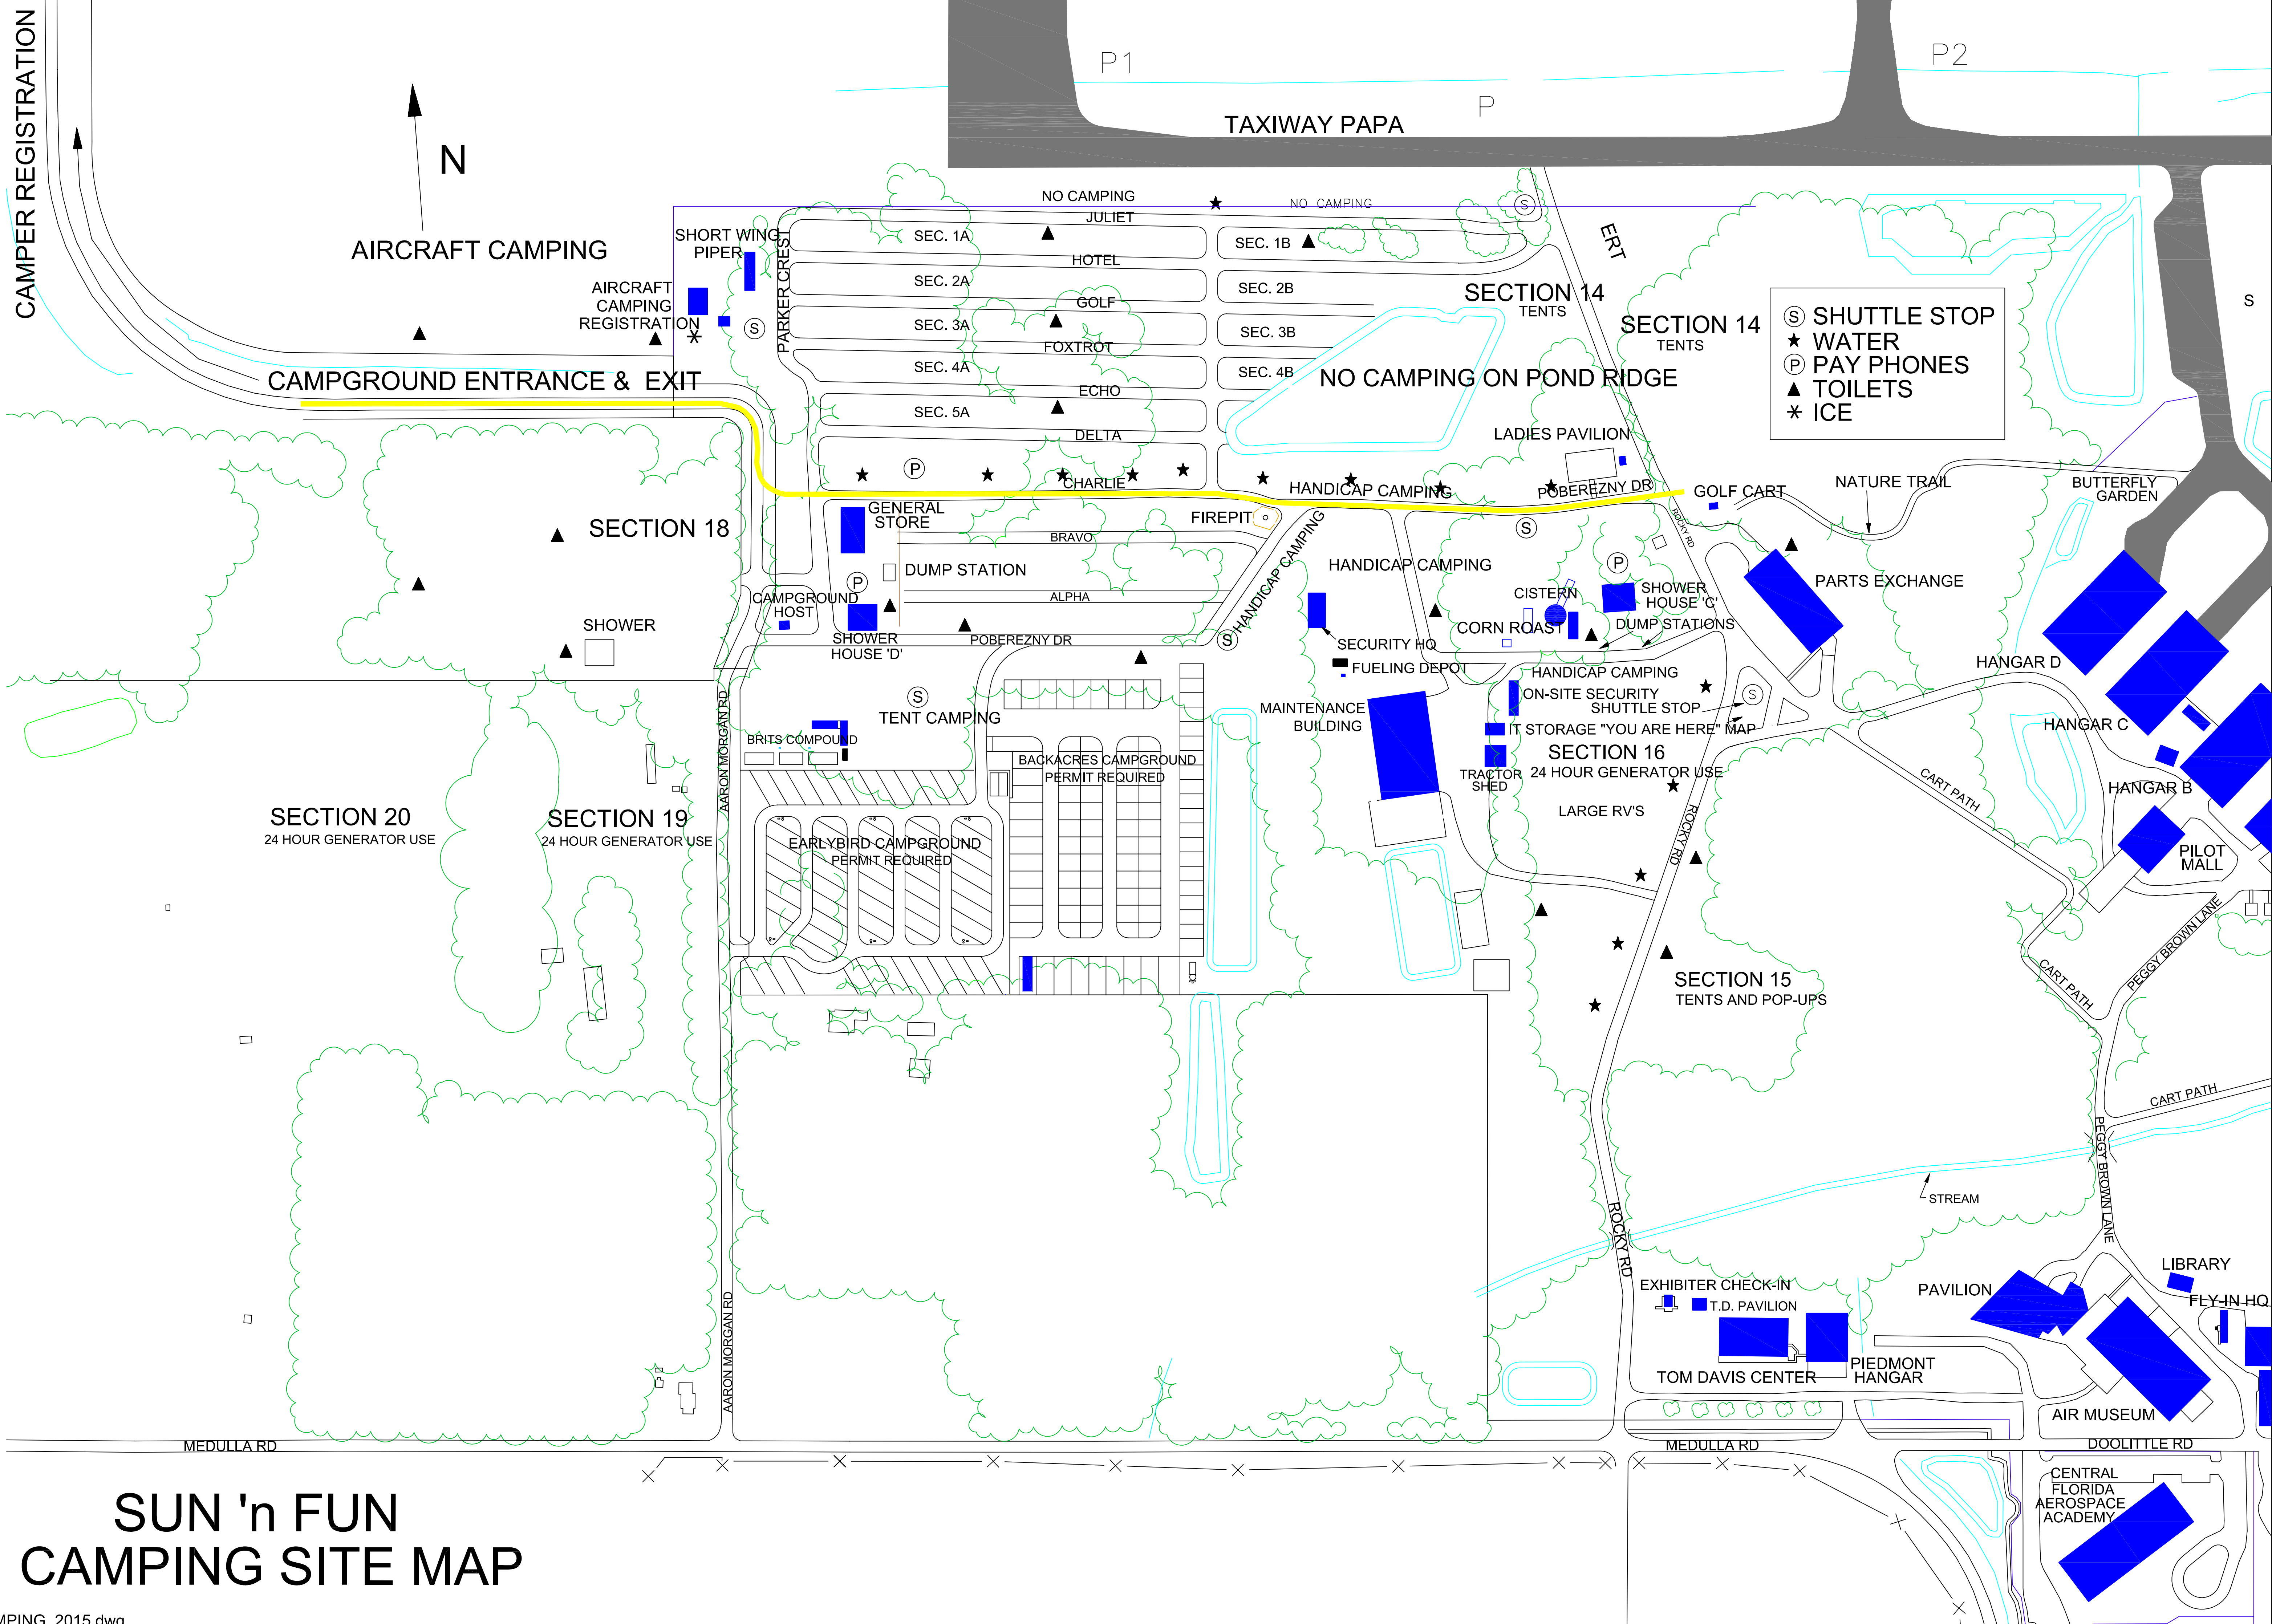 CAMPER REGISTRATION
P1
P2
P
TAXIWAY PAPA
N
AIRCRAFT CAMPING
NO CAMPING
NO CAMPING
JULIET
S
ERT
SHORT WING
PIPER
PARKER CREST
SEC. 1A
SEC. 1B
HOTEL
AIRCRAFT
CAMPING
REGISTRATION
SEC. 2A
SEC. 2B
SECTION 14
TENTS
S
GOLF
S
SEC. 3A
SEC. 3B
SECTION 14
TENTS
S SHUTTLE STOP
WATER
P PAY PHONES
TOILETS
ICE
FOXTROT
SEC. 4A
SEC. 4B
NO CAMPING ON POND RIDGE
CAMPGROUND ENTRANCE & EXIT
ECHO
SEC. 5A
DELTA
LADIES PAVILION
P
CHARLIE
HANDICAP CAMPING
POBEREZNY DR
GOLF CART
NATURE TRAIL
BUTTERFLY
GARDEN
SECTION 18
GENERAL
STORE
FIREPIT
S
ROCKY RD
BRAVO
HANDICAP CAMPING
HANDICAP CAMPING
P
DUMP STATION
P
PARTS EXCHANGE
CAMPGROUND
HOST
ALPHA
CISTERN
SHOWER
HOUSE 'C'
SHOWER
SHOWER
HOUSE 'D'
POBEREZNY DR
S
SECURITY HQ
CORN ROAST
DUMP STATIONS
FUELING DEPOT
HANDICAP CAMPING
HANGAR D
AARON MORGAN RD
S
TENT CAMPING
MAINTENANCE
BUILDING
ON-SITE SECURITY
SHUTTLE STOP
S
IT STORAGE "YOU ARE HERE" MAP
HANGAR C
BRITS COMPOUND
BACKACRES CAMPGROUND
PERMIT REQUIRED
SECTION 16
24 HOUR GENERATOR USE
TRACTOR
SHED
LARGE RV'S
CART PATH
HANGAR B
SECTION 20
24 HOUR GENERATOR USE
SECTION 19
24 HOUR GENERATOR USE
EARLYBIRD CAMPGROUND
PERMIT REQUIRED
ROCKY RD
PILOT
MALL
SECTION 15
TENTS AND POP-UPS
CART PATH
PEGGY BROWN LANE
CART PATH
PEGGY BROWN LANE
STREAM
ROCKY RD
AARON MORGAN RD
EXHIBITER CHECK-IN
T.D. PAVILION
PAVILION
LIBRARY
FLY-IN HQ
TOM DAVIS CENTER
PIEDMONT
HANGAR
AIR MUSEUM
MEDULLA RD
MEDULLA RD
DOOLITTLE RD
CENTRAL
FLORIDA
AEROSPACE
ACADEMY
SUN 'n FUN
CAMPING SITE MAP
MPING 2015.dwg